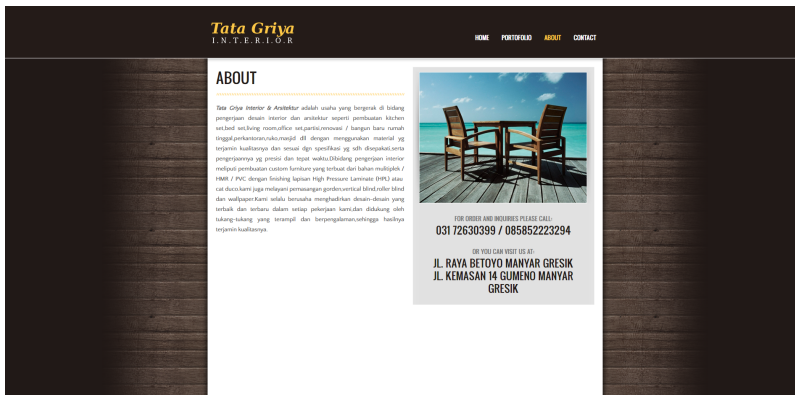 Tata Griya
I.N.T.E.R.I.O.R
HOME PORTOFOLIO ABOUT CONTACT
ABOUT
Tata Griya Interior & Arsitektur adalah usaha yang bergerak di bidang
pengerjaan desain interior dan arsitektur seperti pembuatan kitchen
set,bed set,living room,office set,partisi,renovasi / bangun baru rumah
tinggal,perkantoran,ruko,masjid dll dengan menggunakan material yg
terjamin kualitasnya dan sesuai dgn spesifikasi yg sdh disepakati,serta
pengerjaannya yg presisi dan tepat waktu.Dibidang pengerjaan interior
meliputi pembuatan custom furniture yang terbuat dari bahan multiplek /
HMR / PVC dengan finishing lapisan High Pressure Laminate (HPL) atau
cat duco.kami juga melayani pemasangan gorden,vertical blind,roller blind
dan wallpaper.Kami selalu berusaha menghadirkan desain-desain yang
terbaik dan terbaru dalam setiap pekerjaan kami,dan didukung oleh
tukang-tukang yang terampil dan berpengalaman,sehingga hasilnya
terjamin kualitasnya.
FOR ORDER AND INQUIRIES PLEASE CALL:
031 72630399 / 085852223294
OR YOU CAN VISIT US AT:
JL. RAYA BETOYO MANYAR GRESIK
JL. KEMASAN 14 GUMENO MANYAR
GRESIK